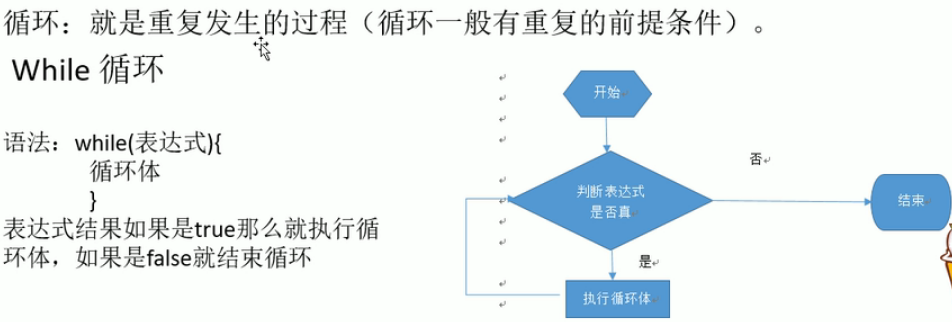 循环：就是重复发生的过程（循环一般有重复的前提条件）。
While 循环
语法：while(表达式){
循环体
}
表达式结果如果是true那么就执行循
环体，如果是false就结束循环
开始
判断表达式
是否真
否
结束
是
执行循环体